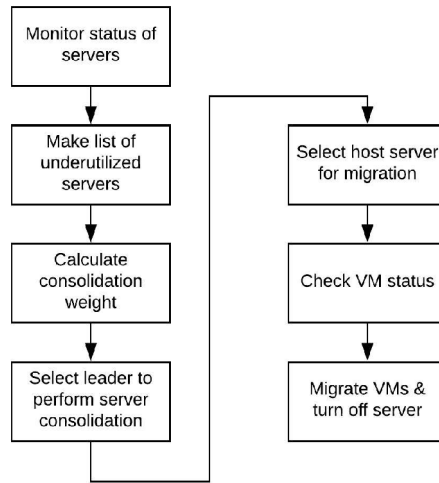 Monitor status of
servers
Make list of
underutilized
servers
Calculate
consolidation
weight
Select leader to
perform server
consolidation
Select host server
for migration
Check VM status
Migrate VMs &
turn off server